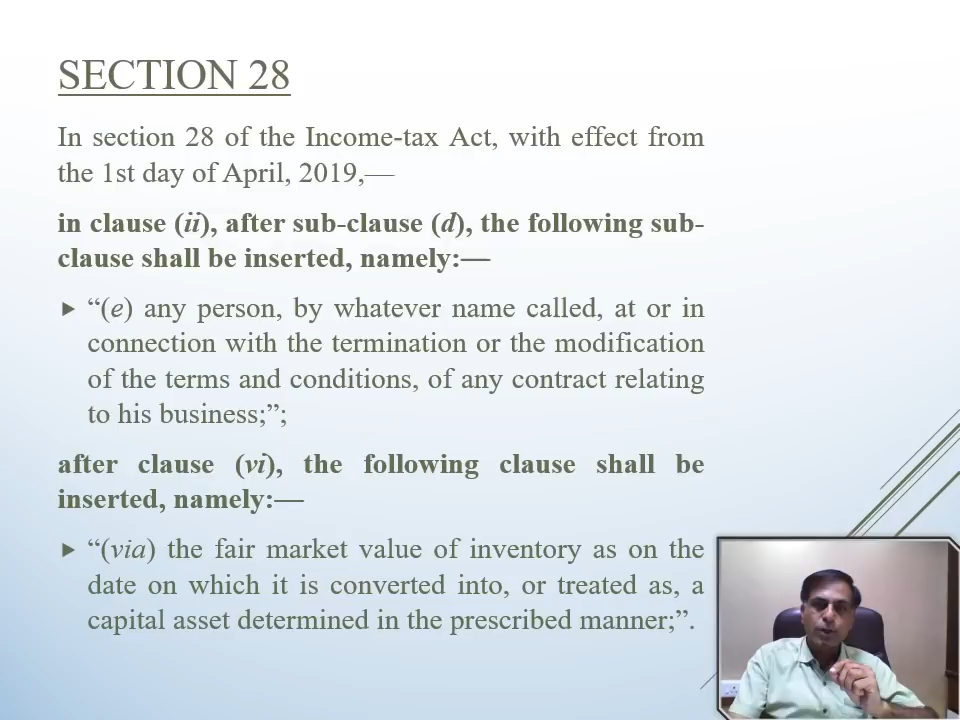 SECTION 28
In section 28 of the Income-tax Act, with effect from
the 1st day of April, 2019,—
in clause (ii), after sub-clause (d), the following sub-
clause shall be inserted, namely:—
“(e) any person, by whatever name called, at or in
connection with the termination or the modification
of the terms and conditions, of any contract relating
to his business;”;
after clause (vi), the following clause shall be
inserted, namely:—
“(via) the fair market value of inventory as on the
date on which it is converted into, or treated as, a
capital asset determined in the prescribed manner;”.